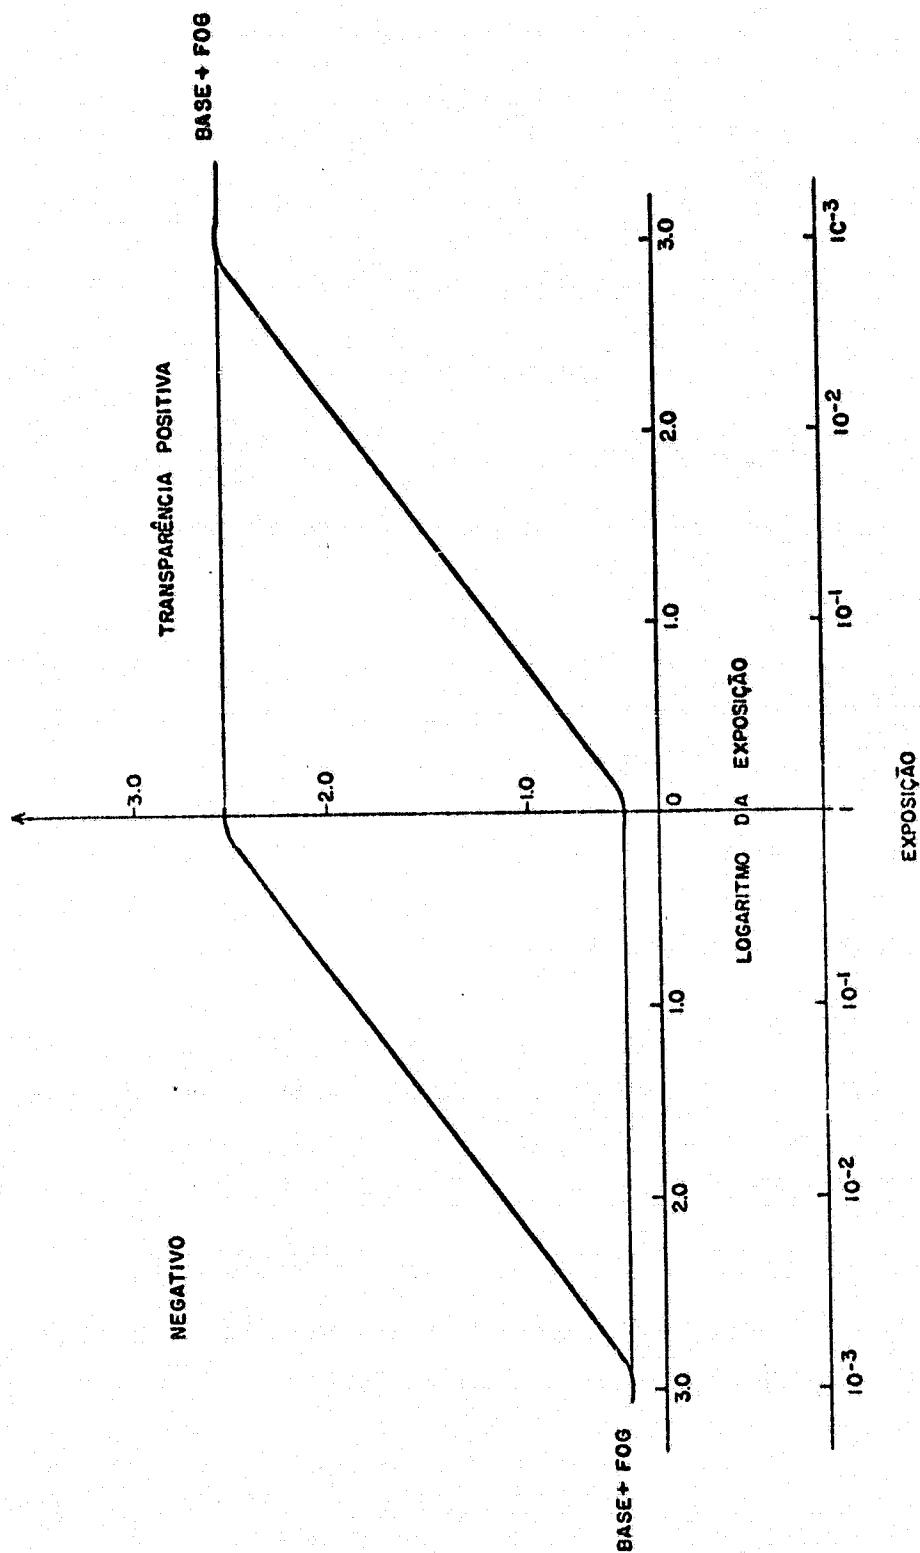 BASE + FOG
TRANSPARÊNCIA POSITIVA
NEGATIVO
3.0
2.0
1.0
BASE + FOG
3.0
2.0
1.0
0
1.0
2.0
3.0
LOGARITMO DA EXPOSIÇÃO
10-3
10-2
10-1
1
10-1
10-2
10-3
EXPOSIÇÃO